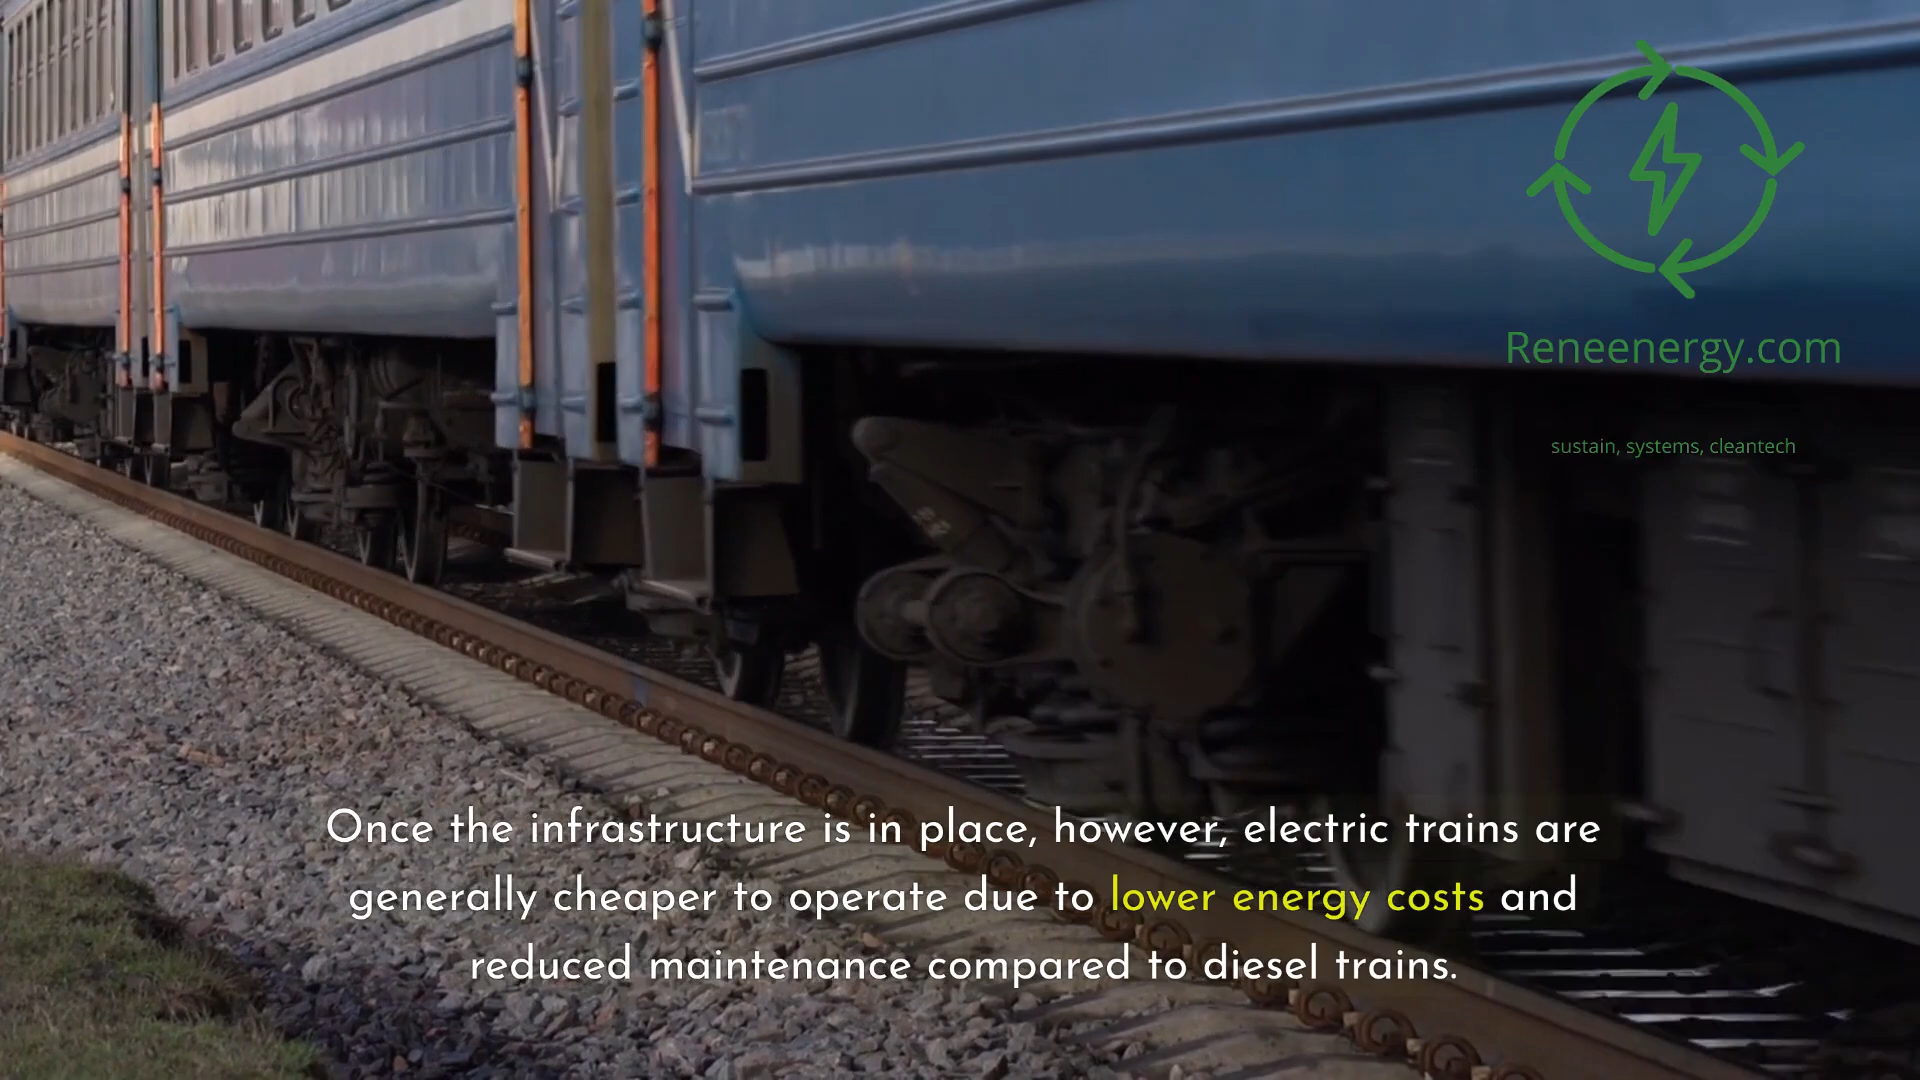 Reneenergy.com
sustain, systems, cleantech
Once the infrastructure is in place, however, electric trains are
generally cheaper to operate due to lower energy costs and
reduced maintenance compared to diesel trains.